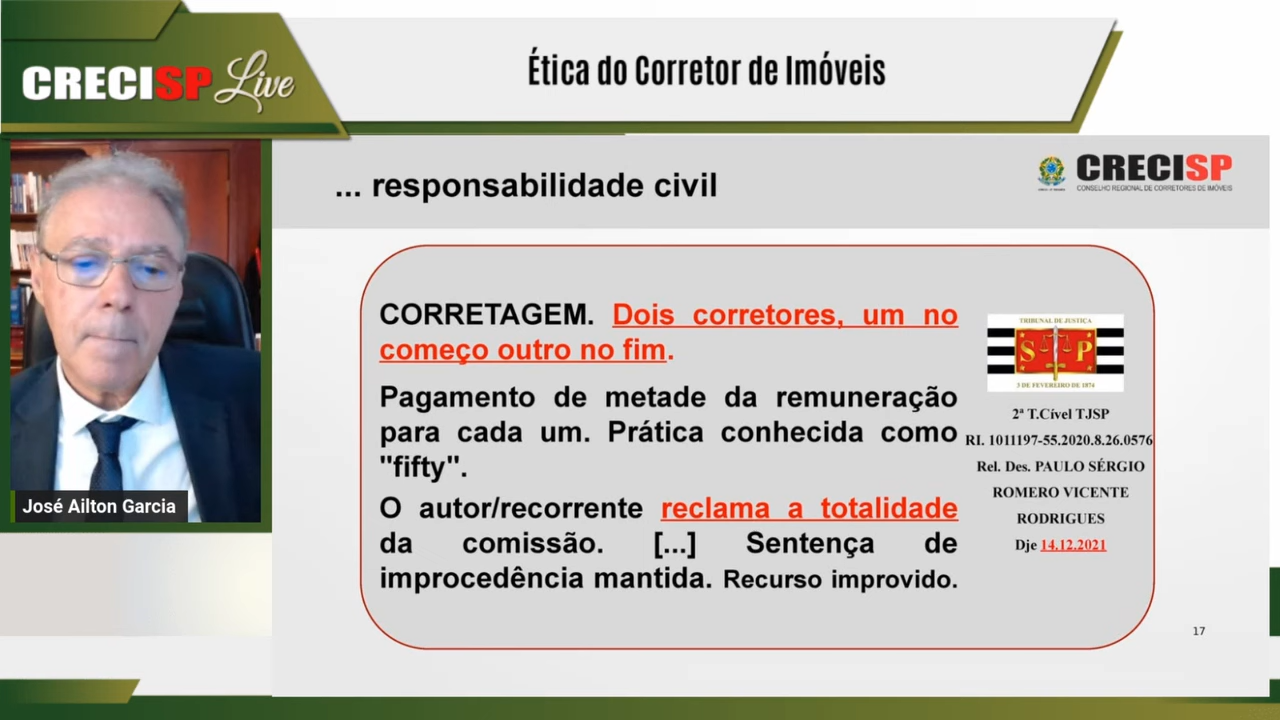 CRECISP Live
Ética do Corretor de Imóveis
... responsabilidade civil
CRECISP
CONSELHO REGIONAL DE CORRETORES DE IMÓVEIS
CORRETAGEM. Dois corretores, um no
começo outro no fim.
Pagamento de metade da remuneração
para cada um. Prática conhecida como
"fifty".
O autor/recorrente reclama a totalidade
da comissão. [...] Sentença de
improcedência mantida. Recurso improvido.
TRIBUNAL DE JUSTIÇA
S P
3 DE FEVEREIRO DE 1874
2ª T.Cível TJSP
RI. 1011197-55.2020.8.26.0576
Rel. Des. PAULO SÉRGIO
ROMERO VICENTE
RODRIGUES
Dje 14.12.2021
José Ailton Garcia
17